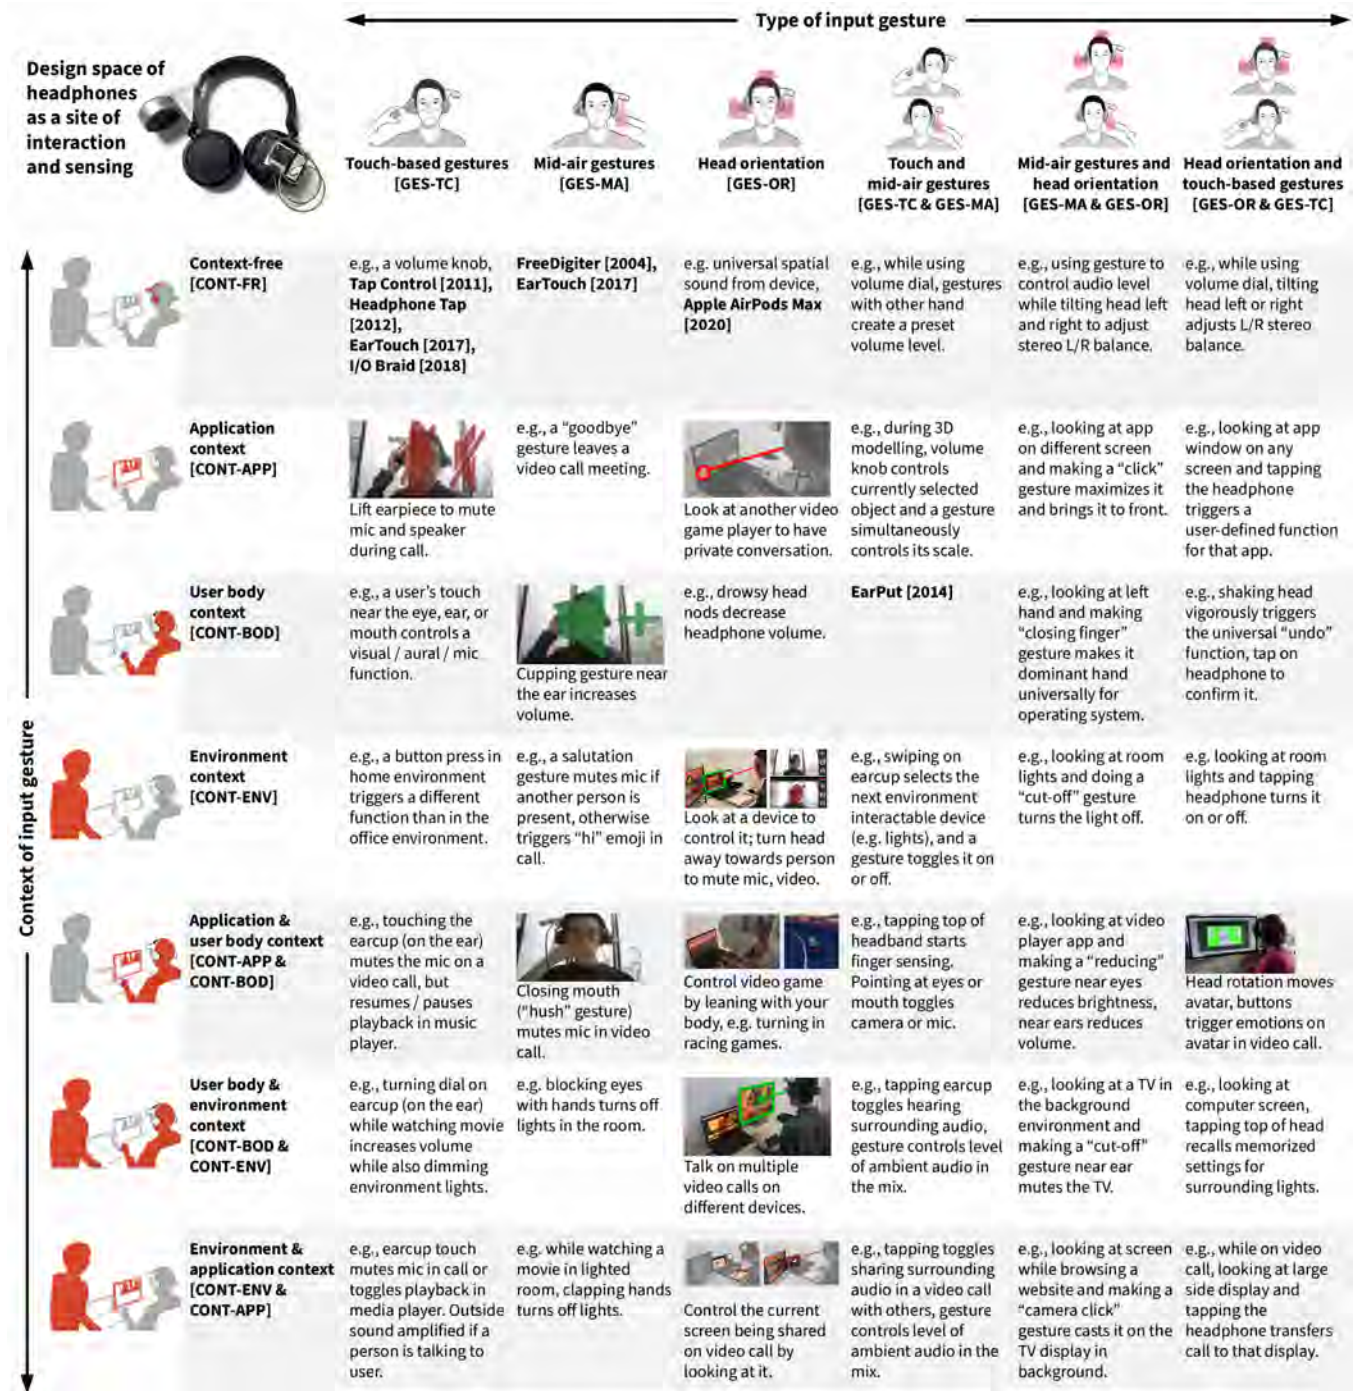 Type of input gesture
Design space of
headphones
as a site of
interaction
and sensing
Touch-based gestures
[GES-TC]
Mid-air gestures
[GES-MA]
Head orientation
[GES-OR]
Touch and
mid-air gestures
[GES-TC & GES-MA]
Mid-air gestures and
head orientation
[GES-MA & GES-OR]
Head orientation and
touch-based gestures
[GES-OR & GES-TC]
Context of input gesture
Context-free
[CONT-FR]
e.g., a volume knob,
Tap Control [2011],
Headphone Tap
[2012],
EarTouch [2017],
I/O Braid [2018]
FreeDigiter [2004],
EarTouch [2017]
e.g. universal spatial
sound from device,
Apple AirPods Max
[2020]
e.g., while using
volume dial, gestures
with other hand
create a preset
volume level.
e.g., using gesture to
control audio level
while tilting head left
and right to adjust
stereo L/R balance.
e.g., while using
volume dial, tilting
head left or right
adjusts L/R stereo
balance.
Application
context
[CONT-APP]
Lift earpiece to mute
mic and speaker
during call.
e.g., a “goodbye”
gesture leaves a
video call meeting.
Look at another video
game player to have
private conversation.
e.g., during 3D
modelling, volume
knob controls
currently selected
object and a gesture
simultaneously
controls its scale.
e.g., looking at app
on different screen
and making a “click”
gesture maximizes it
and brings it to front.
e.g., looking at app
window on any
screen and tapping
the headphone
triggers a
user-defined function
for that app.
User body
context
[CONT-BOD]
e.g., a user’s touch
near the eye, ear, or
mouth controls a
visual / aural / mic
function.
Cupping gesture near
the ear increases
volume.
e.g., drowsy head
nods decrease
headphone volume.
EarPut [2014]
e.g., looking at left
hand and making
“closing finger”
gesture makes it
dominant hand
universally for
operating system.
e.g., shaking head
vigorously triggers
the universal “undo”
function, tap on
headphone to
confirm it.
Environment
context
[CONT-ENV]
e.g., a button press in
home environment
triggers a different
function than in the
office environment.
e.g., a salutation
gesture mutes mic if
another person is
present, otherwise
triggers “hi” emoji in
call.
Look at a device to
control it; turn head
away towards person
to mute mic, video.
e.g., swiping on
earcup selects the
next environment
interactable device
(e.g. lights), and a
gesture toggles it on
or off.
e.g., looking at room
lights and doing a
“cut-off” gesture
turns the light off.
e.g. looking at room
lights and tapping
headphone turns it
on or off.
Application &
user body context
[CONT-APP &
CONT-BOD]
e.g., touching the
earcup (on the ear)
mutes the mic on a
video call, but
resumes / pauses
playback in music
player.
Closing mouth
(“hush” gesture)
mutes mic in video
call.
Control video game
by leaning with your
body, e.g. turning in
racing games.
e.g., tapping top of
headband starts
finger sensing.
Pointing at eyes or
mouth toggles
camera or mic.
e.g., looking at video
player app and
making a “reducing”
gesture near eyes
reduces brightness,
near ears reduces
volume.
Head rotation moves
avatar, buttons
trigger emotions on
avatar in video call.
User body &
environment
context
[CONT-BOD &
CONT-ENV]
e.g., turning dial on
earcup (on the ear)
while watching movie
increases volume
while also dimming
environment lights.
e.g. blocking eyes
with hands turns off
lights in the room.
Talk on multiple
video calls on
different devices.
e.g., tapping earcup
toggles hearing
surrounding audio,
gesture controls level
of ambient audio in
the mix.
e.g., looking at a TV in
the background
environment and
making a “cut-off”
gesture near ear
mutes the TV.
e.g., looking at
computer screen,
tapping top of head
recalls memorized
settings for
surrounding lights.
Environment &
application context
[CONT-ENV &
CONT-APP]
e.g., earcup touch
mutes mic in call or
toggles playback in
media player. Outside
sound amplified if a
person is talking to
user.
e.g. while watching a
movie in lighted
room, clapping hands
turns off lights.
Control the current
screen being shared
on video call by
looking at it.
e.g., tapping toggles
sharing surrounding
audio in a video call
with others, gesture
controls level of
ambient audio in the
mix.
e.g., looking at screen
while browsing a
website and making a
“camera click”
gesture casts it on the
TV display in
background.
e.g., while on video
call, looking at large
side display and
tapping the
headphone transfers
call to that display.